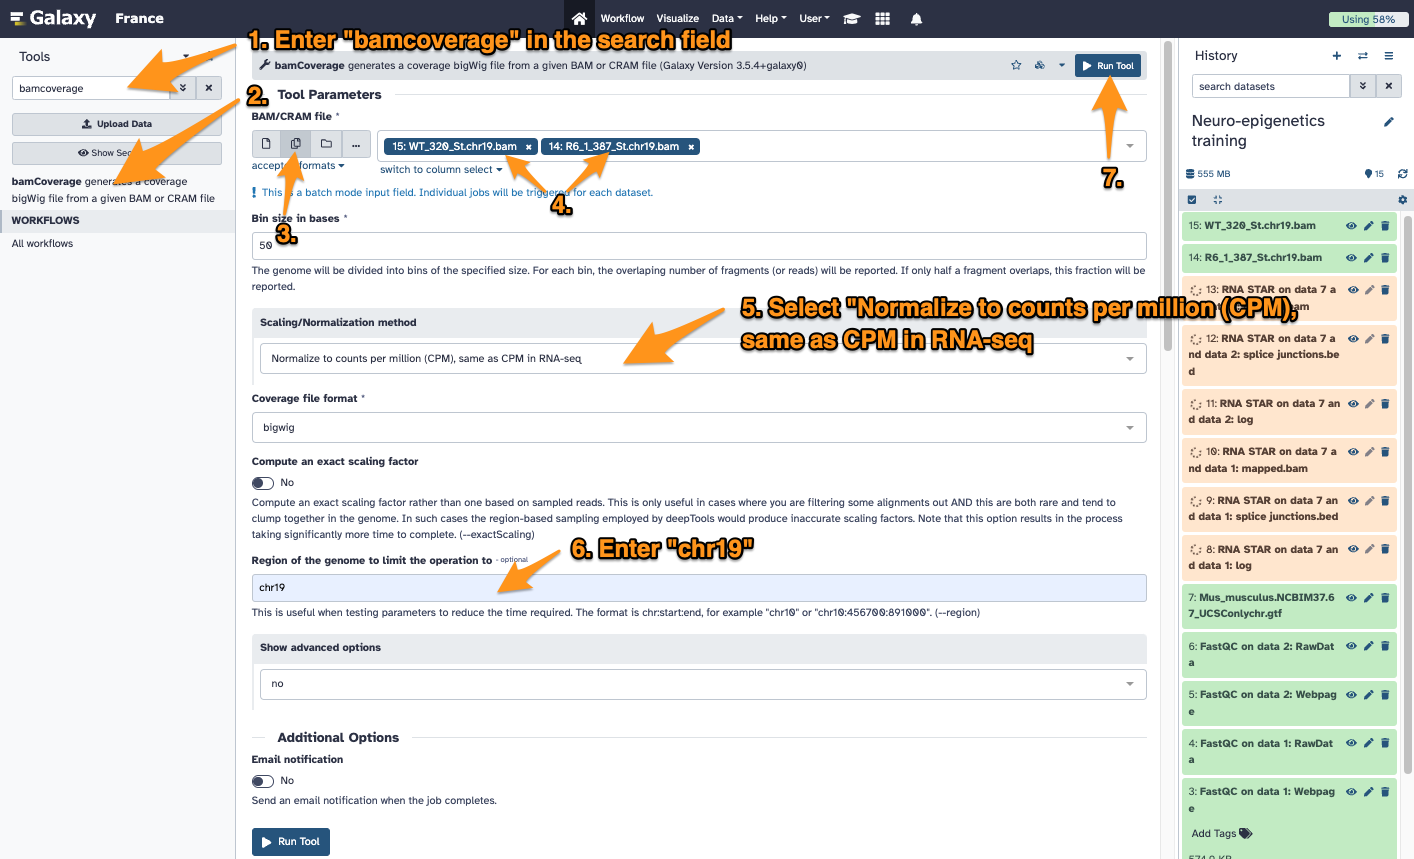 Galaxy France
Workflow Visualize Data Help User
Using 58%
Tools
1. Enter "bamcoverage" in the search field
bamcoverage
2.
Upload Data
Show Sec
bamCoverage generates a coverage
bigWig file from a given BAM or CRAM file
WORKFLOWS
All workflows
bamCoverage generates a coverage bigWig file from a given BAM or CRAM file (Galaxy Version 3.5.4+galaxy0)
Run Tool
Tool Parameters
BAM/CRAM file *
...
15: WT_320_St.chr19.bam × 14: R6_1_387_St.chr19.bam ×
formats
switch to column select
This is a batch mode input field. Individual jobs will be triggered for each dataset.
3.
4.
7.
Bin size in bases *
50
The genome will be divided into bins of the specified size. For each bin, the overlaping number of fragments (or reads) will be reported. If only half a fragment overlaps, this fraction will be
reported.
5. Select "Normalize to counts per million (CPM),
same as CPM in RNA-seq
Scaling/Normalization method
Normalize to counts per million (CPM), same as CPM in RNA-seq
Coverage file format *
bigwig
Compute an exact scaling factor
No
Compute an exact scaling factor rather than one based on sampled reads. This is only useful in cases where you are filtering some alignments out AND this are both rare and tend to
clump together in the genome. In such cases the region-based sampling employed by deepTools would produce inaccurate scaling factors. Note that this option results in the process
taking significantly more time to complete. (--exactScaling)
6. Enter "chr19"
Region of the genome to limit the operation to - optional
chr19
This is useful when testing parameters to reduce the time required. The format is chr:start:end, for example "chr10" or "chr10:456700:891000". (--region)
Show advanced options
no
Additional Options
Email notification
No
Send an email notification when the job completes.
Run Tool
History
search datasets
Neuro-epigenetics
training
555 MB
15
15: WT_320_St.chr19.bam
14: R6_1_387_St.chr19.bam
13: RNA STAR on data 7 a
12: RNA STAR on data 7 a
nd data 2: splice junctions.be
d
11: RNA STAR on data 7 an
d data 2: log
10: RNA STAR on data 7 a
nd data 1: mapped.bam
9: RNA STAR on data 7 an
d data 1: splice junctions.bed
8: RNA STAR on data 7 an
d data 1: log
7: Mus_musculus.NCBIM37.6
7_UCSConlychr.gtf
6: FastQC on data 2: RawDat
a
5: FastQC on data 2: Webpag
e
4: FastQC on data 1: RawDat
a
3: FastQC on data 1: Webpag
e
Add Tags